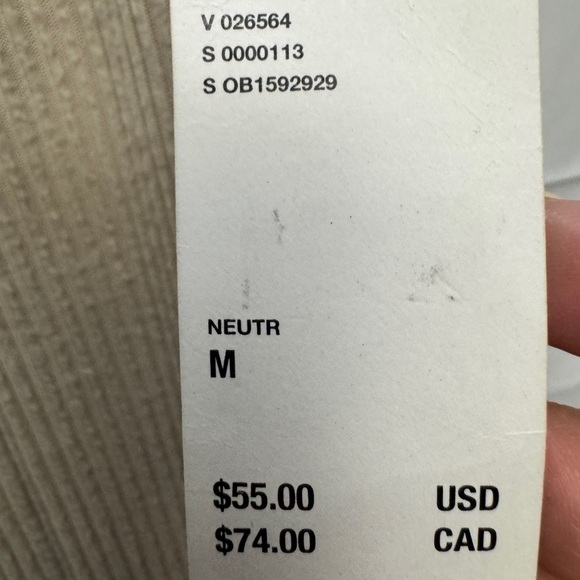 V 026564
S 0000113
S OB1592929
NEUTR
M
$55.00 USD
$74.00 CAD